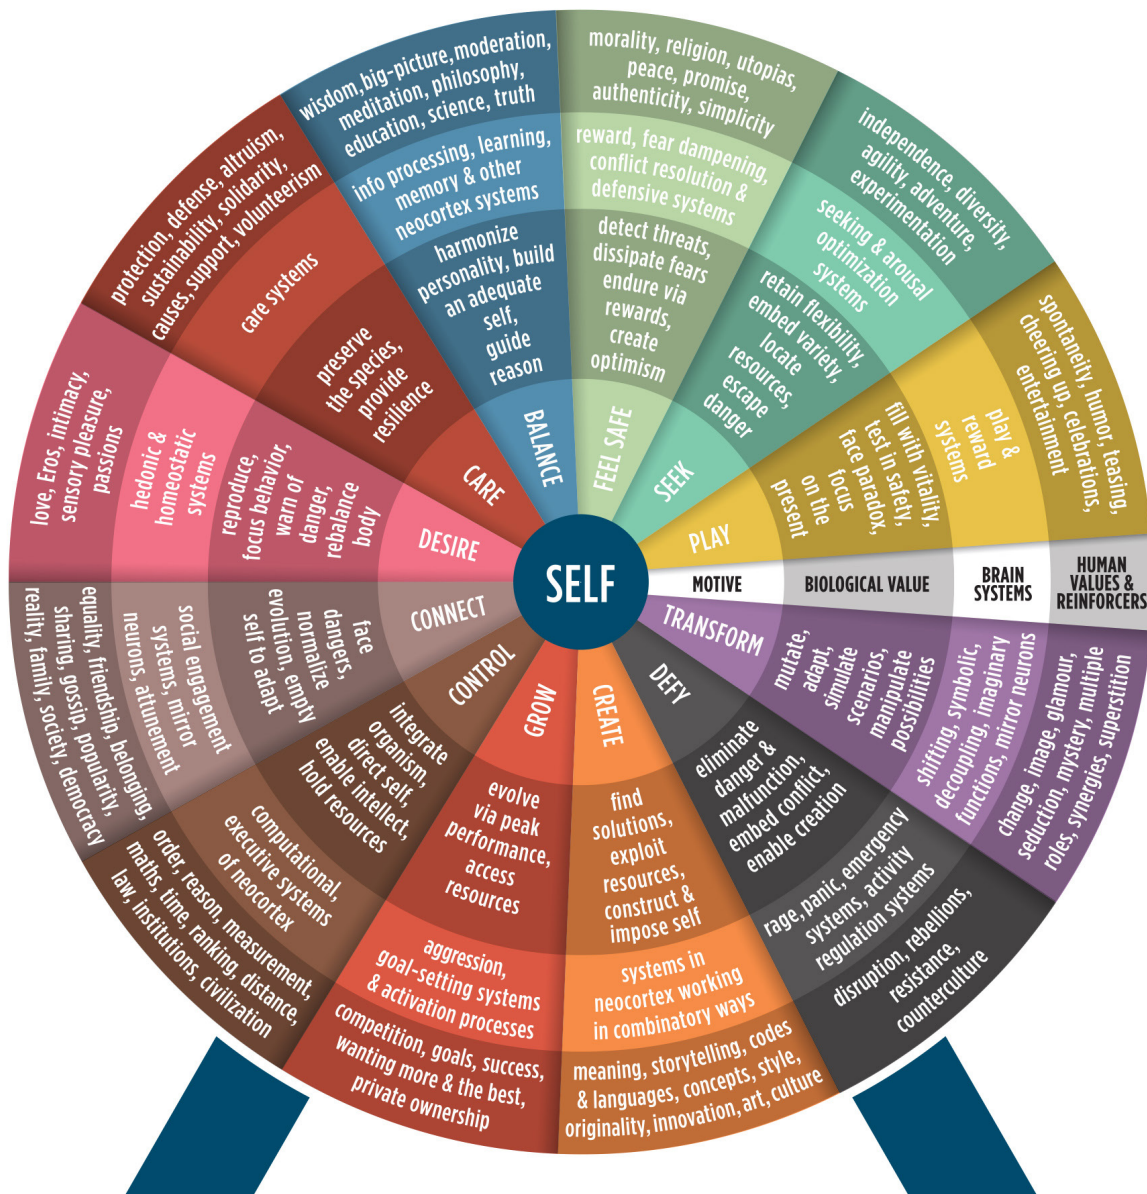 SELF
MOTIVE
BIOLOGICAL VALUE
BRAIN
SYSTEMS
HUMAN
VALUES &
REINFORCERS
BALANCE
harmonize
personality, build
an adequate
self,
guide
reason
info processing, learning,
memory & other
neocortex systems
wisdom,big-picture,moderation,
meditation, philosophy,
education, science, truth
FEEL SAFE
detect threats,
dissipate fears
endure via
rewards,
create
optimism
reward, fear dampening,
conflict resolution &
defensive systems
morality, religion, utopias,
peace, promise,
authenticity, simplicity
SEEK
retain flexibility,
embed variety,
locate
resources,
escape
danger
seeking & arousal
optimization
systems
independence, diversity,
agility, adventure,
experimentation
PLAY
fill with vitality,
test in safety,
face paradox,
focus
on the
present
play &
reward
systems
spontaneity, humor, teasing,
cheering up, celebrations,
entertainment
TRANSFORM
mutate,
adapt,
simulate
scenarios,
manipulate
possibilities
shifting, symbolic,
decoupling, imaginary
functions, mirror neurons
change, image, glamour,
seduction, mystery, multiple
roles, synergies, superstition
DEFY
eliminate
danger &
malfunction,
embed conflict,
enable creation
rage, panic, emergency
systems, activity
regulation systems
disruption, rebellions,
resistance,
counterculture
CREATE
find
solutions,
exploit
resources,
construct &
impose self
systems in
neocortex working
in combinatory ways
meaning, storytelling, codes
& languages, concepts, style,
originality, innovation, art, culture
GROW
evolve
via peak
performance,
access
resources
aggression,
goal-setting systems
& activation processes
competition, goals, success,
wanting more & the best,
private ownership
CONTROL
integrate
organism,
direct self,
enable intellect,
hold resources
computational,
executive systems
of neocortex
order, reason, measurement,
maths, time, ranking, distance,
law, institutions, civilization
CONNECT
face
dangers,
normalize
evolution, empty
self to adapt
social engagement
systems, mirror
neurons, attunement
equality, friendship, belonging,
sharing, gossip, popularity,
reality, family, society, democracy
DESIRE
reproduce,
focus behavior,
warn of
danger,
rebalance
body
hedonic &
homeostatic
systems
love, Eros, intimacy,
sensory pleasure,
passions
CARE
preserve
the species,
provide
resilience
care systems
protection, defense, altruism,
sustainability, solidarity,
causes, support, volunteerism